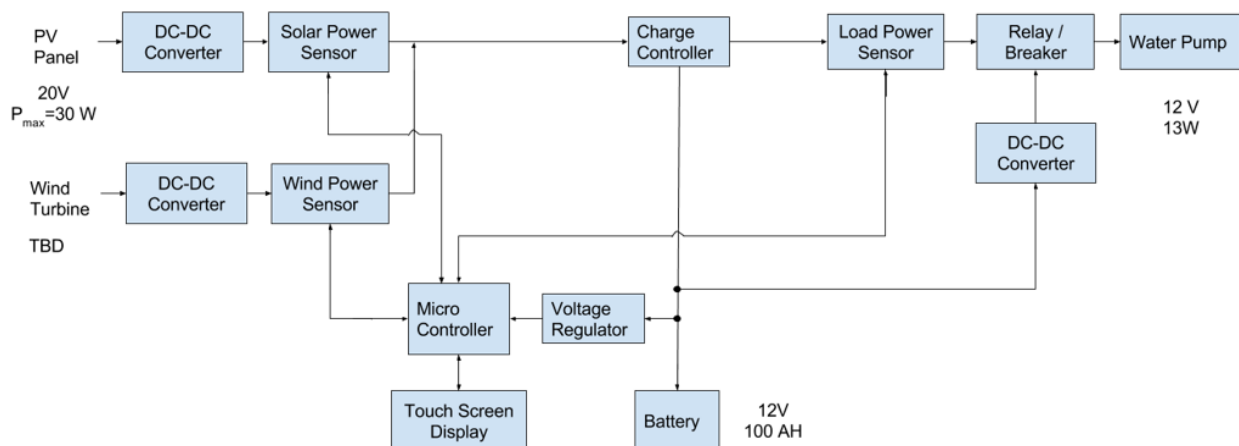 PV
Panel
20V
Pmax=30 W
DC-DC
Converter
Solar Power
Sensor
Charge
Controller
Load Power
Sensor
Relay /
Breaker
Water Pump
12 V
13W
DC-DC
Converter
Wind
Turbine
TBD
DC-DC
Converter
Wind Power
Sensor
Micro
Controller
Voltage
Regulator
Touch Screen
Display
Battery
12V
100 AH